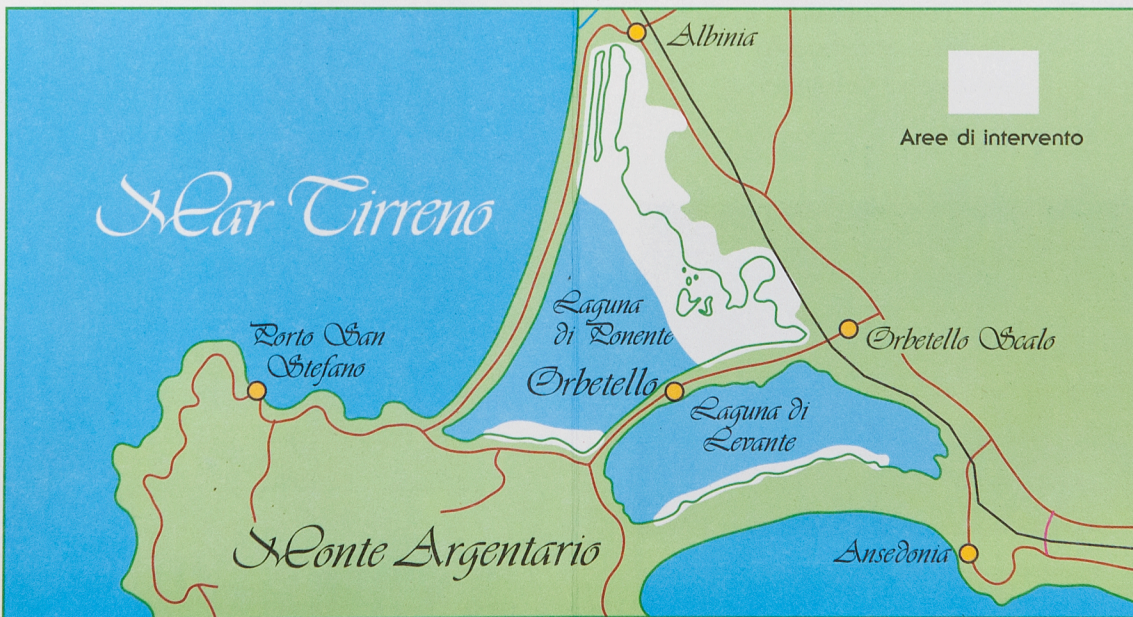 Albinia
Aree di intervento
Mar Tirreno
Laguna
di Ponente
Porto San
Stefano
Orbetello Scalo
Orbetello
Laguna di
Levante
Monte Argentario
Ansedonia